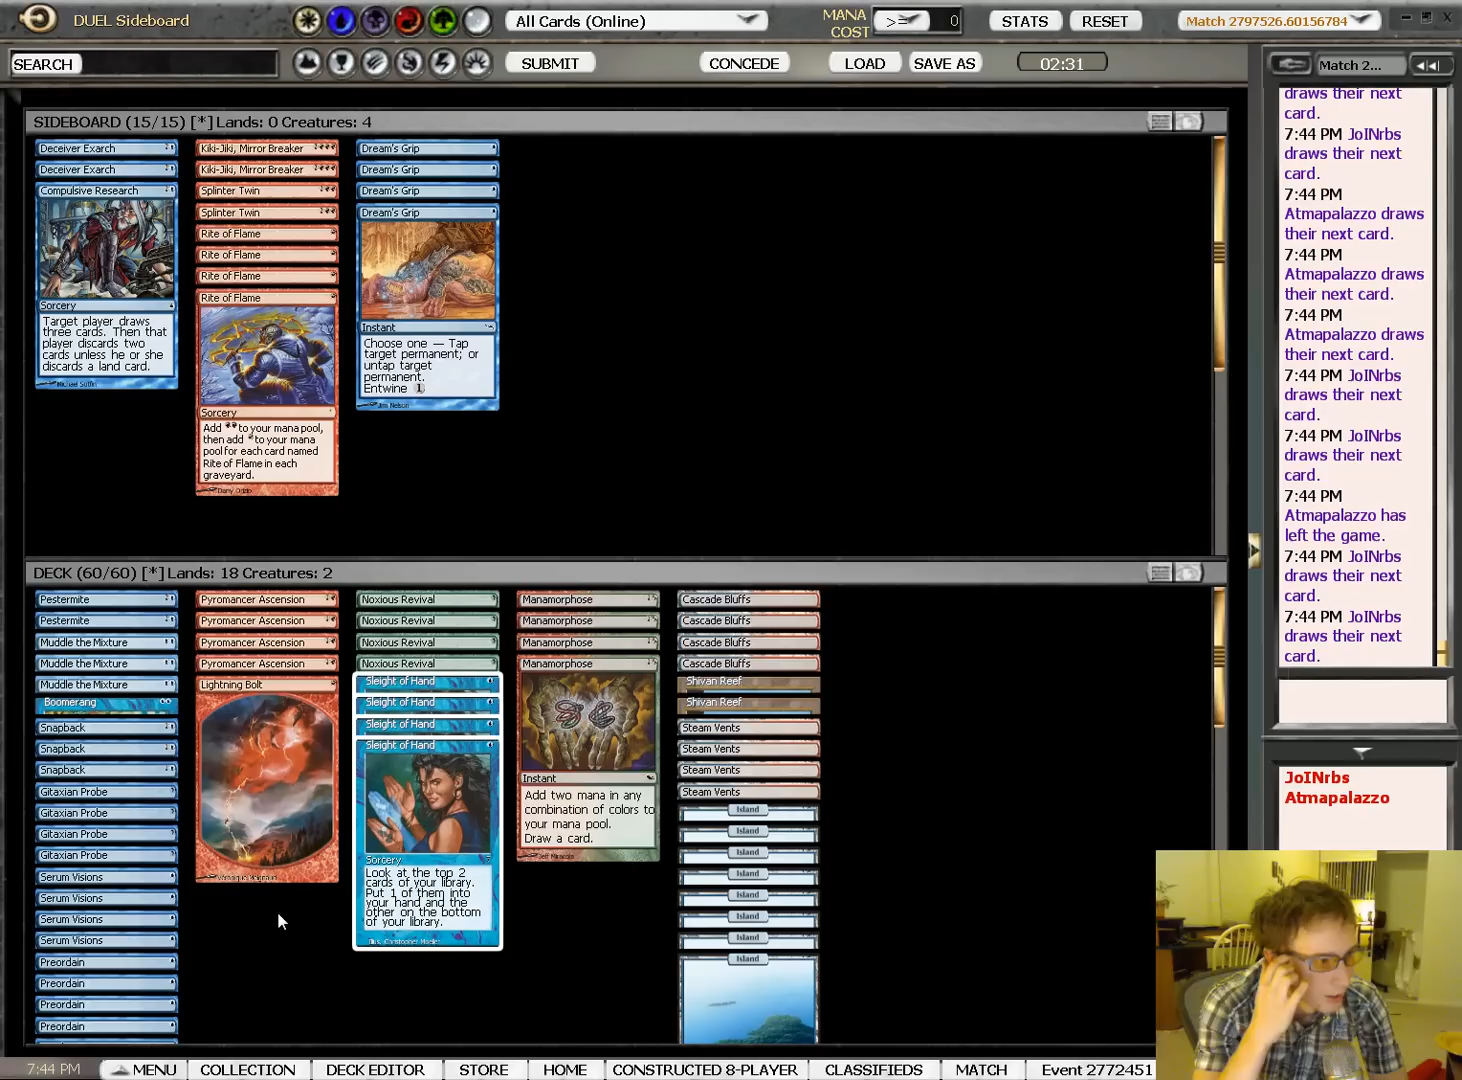 DUEL Sideboard
All Cards (Online)
MANA COST >= 0
STATS
RESET
Match 2797526.60156784
SEARCH
SUBMIT
CONCEDE
LOAD
SAVE AS
02:31
Match 2...
SIDEBOARD (15/15) [*] Lands: 0 Creatures: 4
Deceiver Exarch
Deceiver Exarch
Compulsive Research
Sorcery
Target player draws
three cards. Then that
player discards two
cards unless he or she
discards a land card.
Kiki-Jiki, Mirror Breaker
Kiki-Jiki, Mirror Breaker
Splinter Twin
Splinter Twin
Rite of Flame
Rite of Flame
Rite of Flame
Rite of Flame
Sorcery
Add to your mana pool,
then add to your mana
pool for each card named
Rite of Flame in each
graveyard.
Dream's Grip
Dream's Grip
Dream's Grip
Dream's Grip
Instant
Choose one — Tap
target permanent; or
untap target
permanent.
Entwine 1
Jim Nelson
DECK (60/60) [*] Lands: 18 Creatures: 2
Pestermite
Pestermite
Muddle the Mixture
Muddle the Mixture
Muddle the Mixture
Boomerang
Snapback
Snapback
Snapback
Gitaxian Probe
Gitaxian Probe
Gitaxian Probe
Gitaxian Probe
Serum Visions
Serum Visions
Serum Visions
Serum Visions
Preordain
Preordain
Preordain
Preordain
Pyromancer Ascension
Pyromancer Ascension
Pyromancer Ascension
Pyromancer Ascension
Lightning Bolt
Noxious Revival
Noxious Revival
Noxious Revival
Noxious Revival
Sleight of Hand
Sleight of Hand
Sleight of Hand
Sleight of Hand
Sorcery
Look at the top 2
cards of your library.
Put 1 of them into
your hand and the
other on the bottom
of your library.
Illus. Christopher Moeller
Manamorphose
Manamorphose
Manamorphose
Manamorphose
Instant
Add two mana in any
combination of colors to
your mana pool.
Draw a card.
Cascade Bluffs
Cascade Bluffs
Cascade Bluffs
Cascade Bluffs
Shivan Reef
Shivan Reef
Steam Vents
Steam Vents
Steam Vents
Steam Vents
Island
Island
Island
Island
Island
Island
Island
Island
draws their next
card.
7:44 PM JoINrbs
draws their next
card.
7:44 PM
Atmapalazzo draws
their next card.
7:44 PM
Atmapalazzo draws
their next card.
7:44 PM
Atmapalazzo draws
their next card.
7:44 PM JoINrbs
draws their next
card.
7:44 PM JoINrbs
draws their next
card.
7:44 PM
Atmapalazzo has
left the game.
7:44 PM JoINrbs
draws their next
card.
7:44 PM JoINrbs
draws their next
card.
JoINrbs
Atmapalazzo
7:44 PM
MENU
COLLECTION
DECK EDITOR
STORE
HOME
CONSTRUCTED 8-PLAYER
CLASSIFIEDS
MATCH
Event 2772451